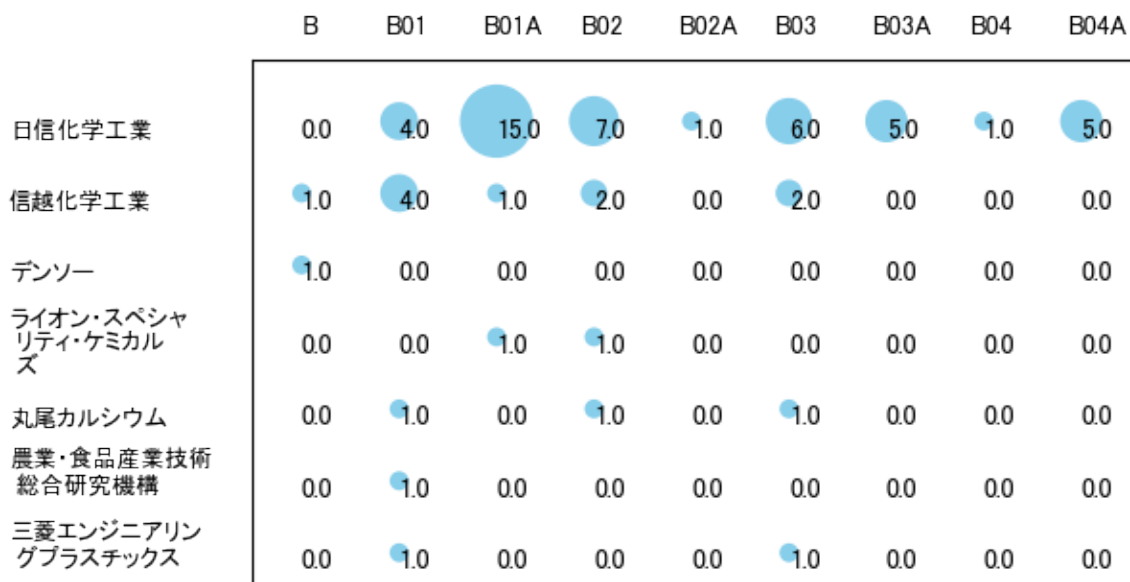 B B01 B01A B02 B02A B03 B03A B04 B04A
日信化学工業 0.0 4.0 15.0 7.0 1.0 6.0 5.0 1.0 5.0
信越化学工業 1.0 4.0 1.0 2.0 0.0 2.0 0.0 0.0 0.0
デンソー 1.0 0.0 0.0 0.0 0.0 0.0 0.0 0.0 0.0
ライオン・スペシャ
リティ・ケミカル
ズ
0.0 0.0 1.0 1.0 0.0 0.0 0.0 0.0 0.0
丸尾カルシウム 0.0 1.0 0.0 1.0 0.0 1.0 0.0 0.0 0.0
農業・食品産業技術
総合研究機構
0.0 1.0 0.0 0.0 0.0 0.0 0.0 0.0 0.0
三菱エンジニアリン
グプラスチックス
0.0 1.0 0.0 0.0 0.0 1.0 0.0 0.0 0.0